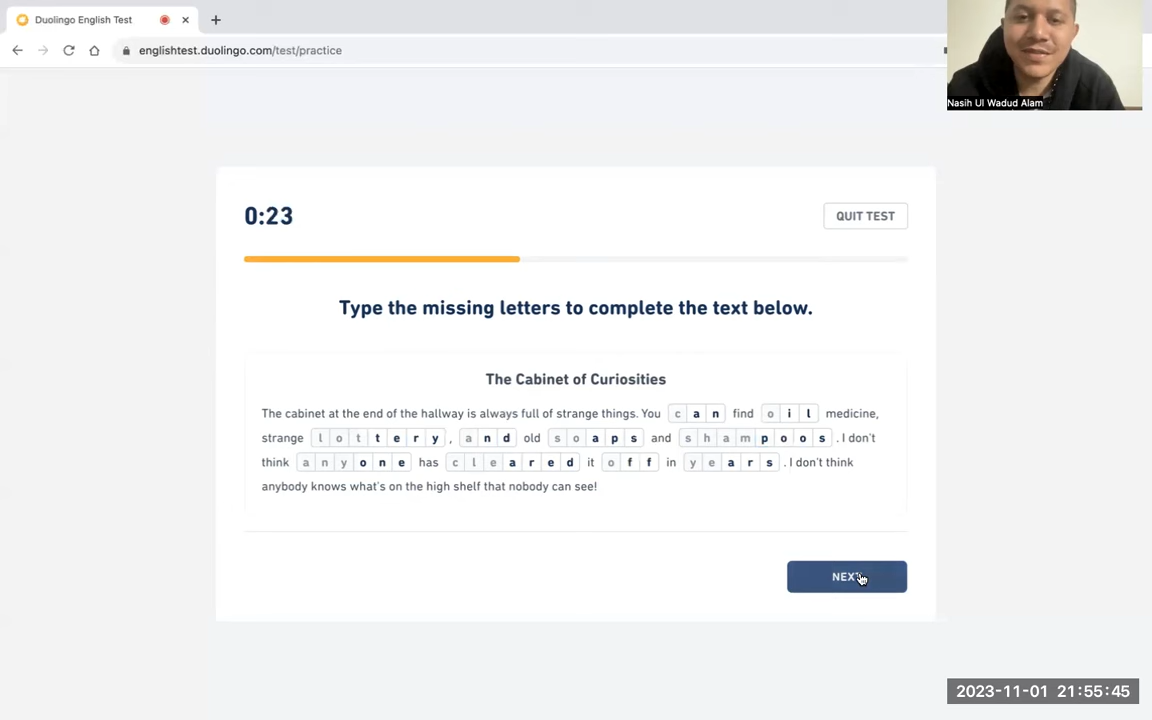 Duolingo English Test
englishtest.duolingo.com/test/practice
Nasih Ul Wadud Alam
0:23
QUIT TEST
Type the missing letters to complete the text below.
The Cabinet of Curiosities
The cabinet at the end of the hallway is always full of strange things. You can find oil medicine,
strange lottery, and old soaps and shampoos. I don't
think anyone has cleared it off in years. I don't think
anybody knows what's on the high shelf that nobody can see!
NEXT
2023-11-01 21:55:45